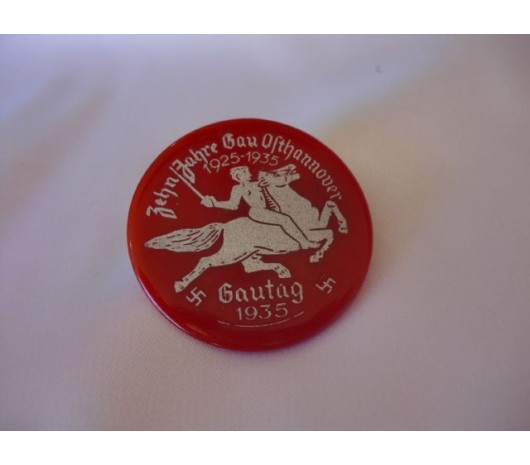 Zehn Jahre Gau Osthannover
1925-1935
Gautag
1935